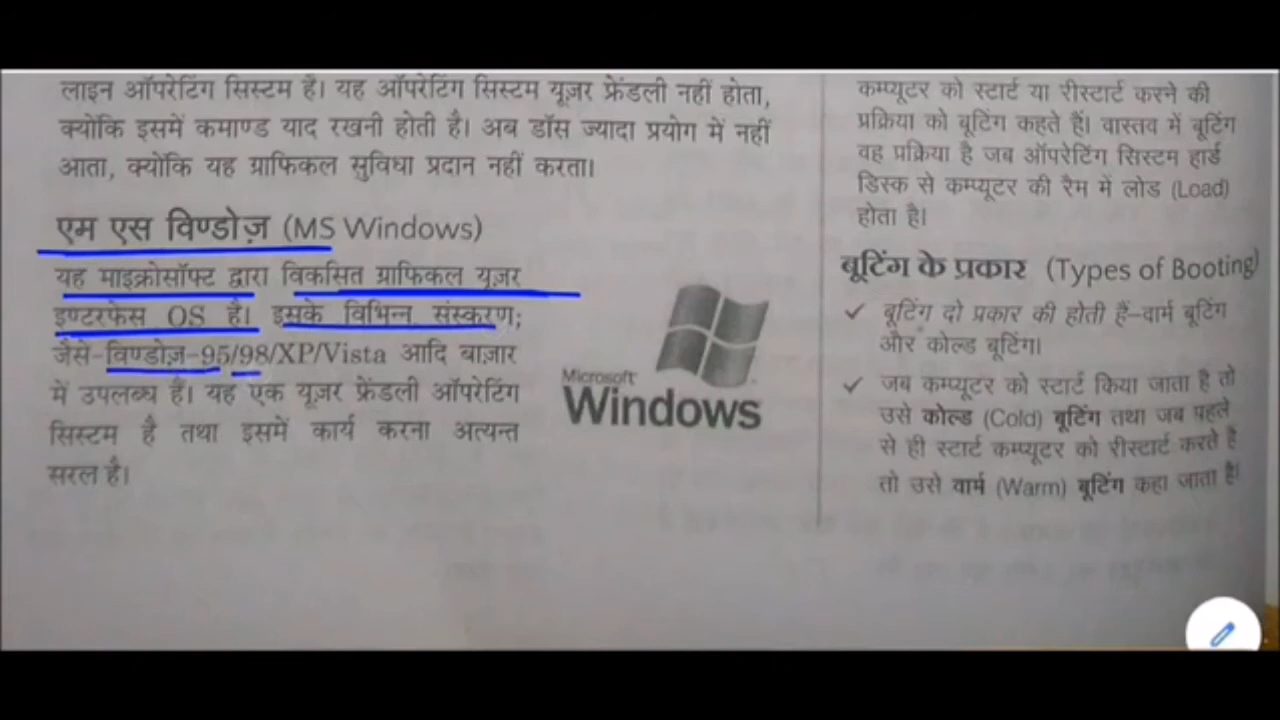 लाइन ऑपरेटिंग सिस्टम है। यह ऑपरेटिंग सिस्टम यूज़र फ्रेंडली नहीं होता,
क्योंकि इसमें कमाण्ड याद रखनी होती है। अब डॉस ज्यादा प्रयोग में नहीं
आता, क्योंकि यह ग्राफिकल सुविधा प्रदान नहीं करता।
एम एस विण्डोज़ (MS Windows)
यह माइक्रोसॉफ्ट द्वारा विकसित ग्राफिकल यूज़र
इण्टरफेस OS है। इसके विभिन्न संस्करण;
जैसे-विण्डोज़-95/98/XP/Vista आदि बाज़ार
में उपलब्ध हैं। यह एक यूज़र फ्रेंडली ऑपरेटिंग
सिस्टम है तथा इसमें कार्य करना अत्यन्त
सरल है।
Microsoft
Windows
कम्प्यूटर को स्टार्ट या रीस्टार्ट करने की
प्रक्रिया को बूटिंग कहते हैं। वास्तव में बूटिंग
वह प्रक्रिया है जब ऑपरेटिंग सिस्टम हार्ड
डिस्क से कम्प्यूटर की रैम में लोड (Load)
होता है।
बूटिंग के प्रकार (Types of Booting)
✓ बूटिंग दो प्रकार की होती हैं-वार्म बूटिंग
और कोल्ड बूटिंग।
✓ जब कम्प्यूटर को स्टार्ट किया जाता है तो
उसे कोल्ड (Cold) बूटिंग तथा जब पहले
से ही स्टार्ट कम्प्यूटर को रीस्टार्ट करते हैं
तो उसे वार्म (Warm) बूटिंग कहा जाता है।